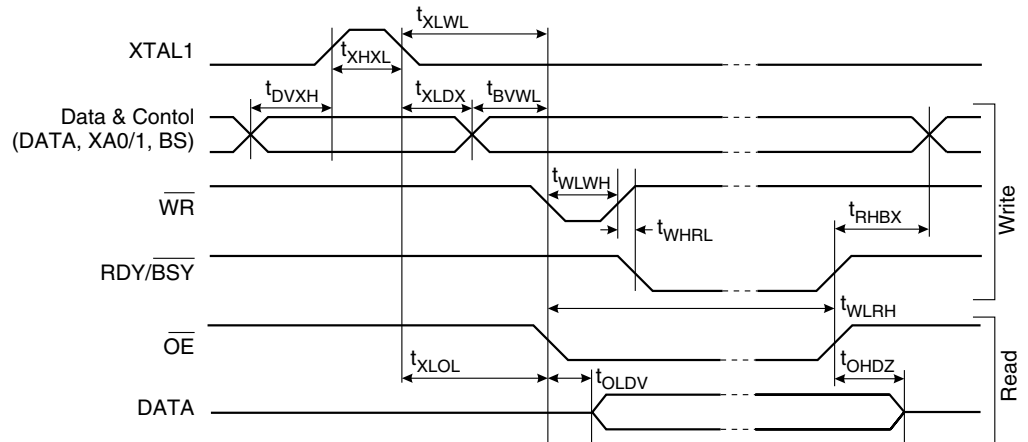 tXLWL
XTAL1
tXHXL
tDVXH
tXLDX
tBVWL
Data & Contol
(DATA, XA0/1, BS)
tWLWH
WR
tRHBX
tWHRL
Write
RDY/BSY
tWLRH
OE
tXLOL
tOLDV
tOHDZ
Read
DATA